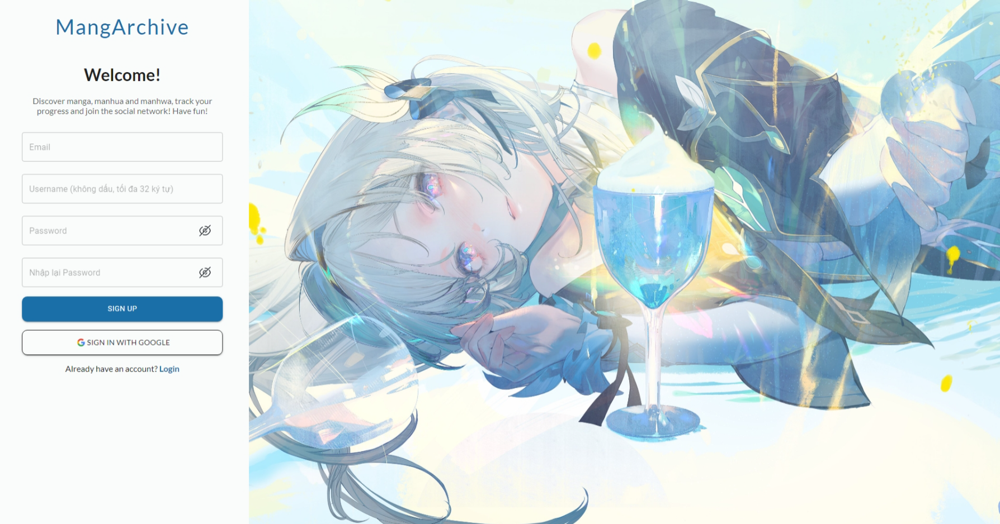 MangArchive
Welcome!
Discover manga, manhua and manhwa, track your
progress and join the social network! Have fun!
Email
Username (không dấu, tối đa 32 ký tự)
Password
Nhập lại Password
SIGN UP
SIGN IN WITH GOOGLE
Already have an account? Login